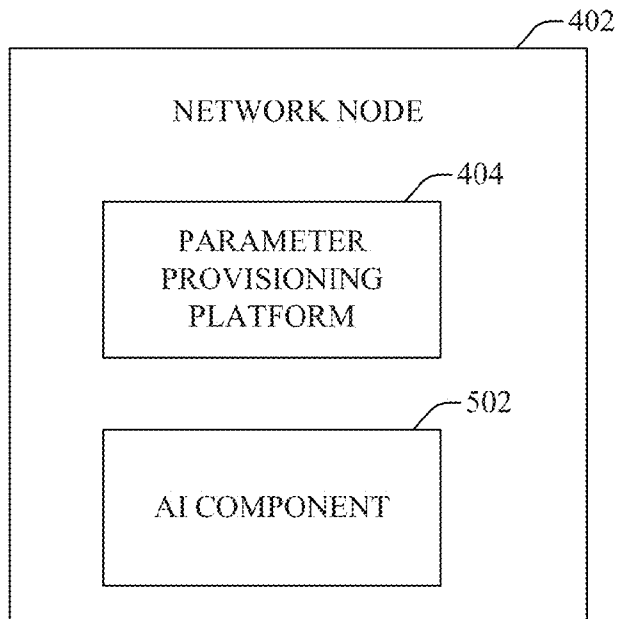 402
NETWORK NODE
404
PARAMETER
PROVISIONING
PLATFORM
502
AI COMPONENT